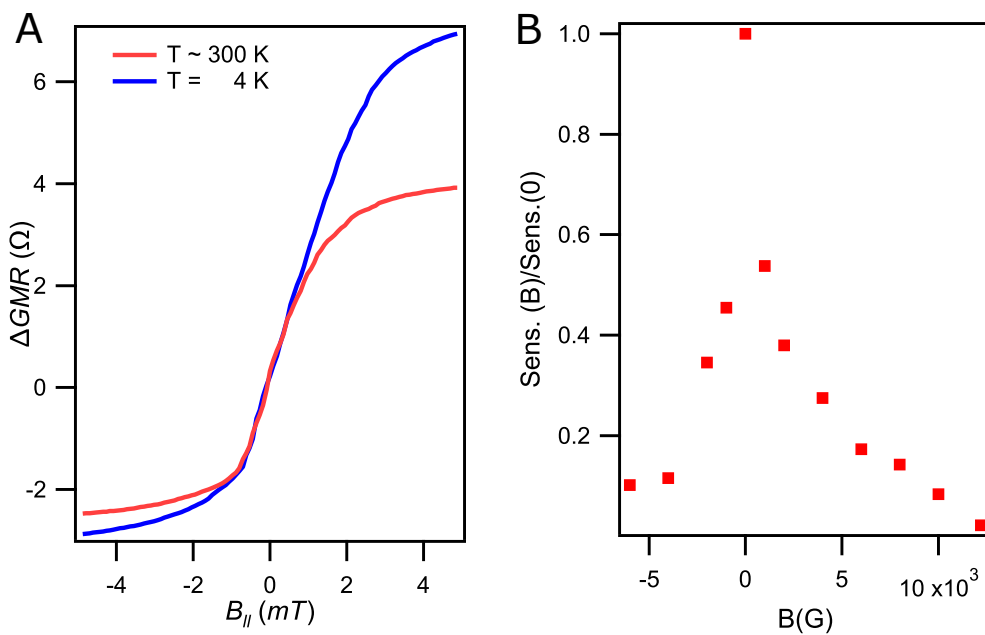 A
T ~ 300 K
T = 4 K
ΔGMR (Ω)
6
4
2
0
-2
-4
-2
0
2
4
B// (mT)
B
Sens. (B)/Sens.(0)
1.0
0.8
0.6
0.4
0.2
-5
0
5
10 x10³
B(G)